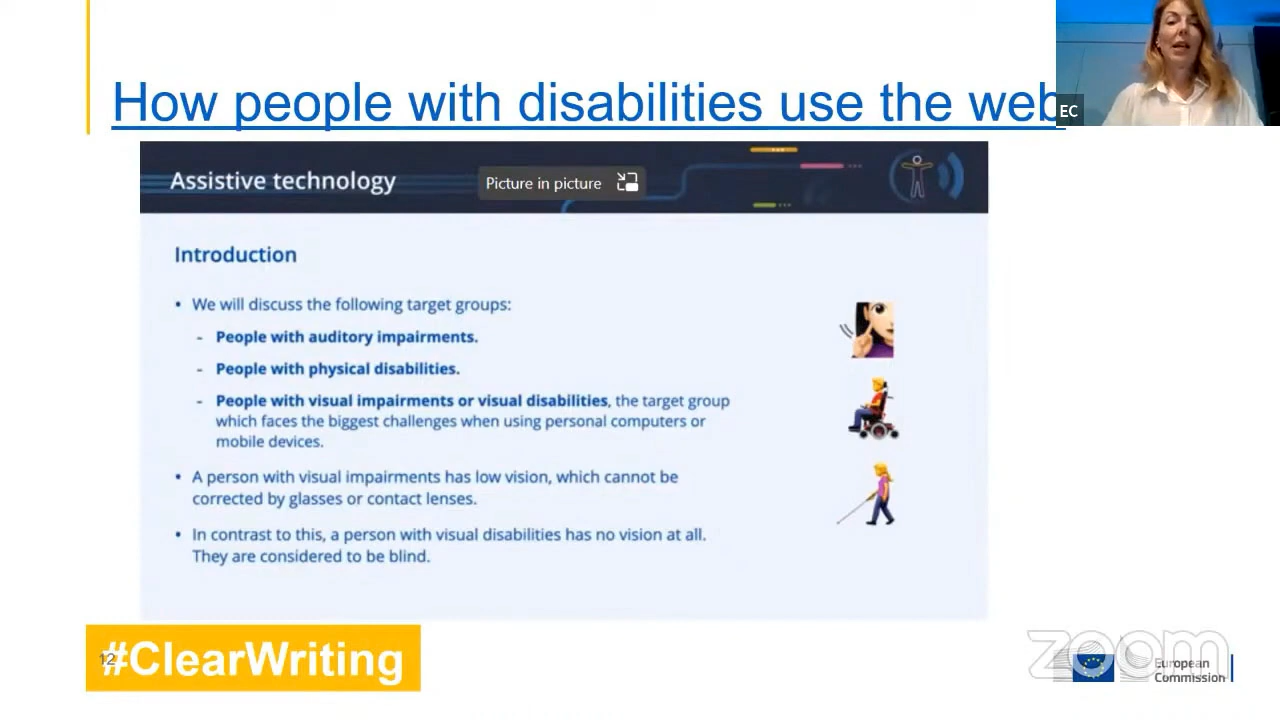 How people with disabilities use the web
EC
Assistive technology
Picture in picture
Introduction
• We will discuss the following target groups:
- People with auditory impairments.
- People with physical disabilities.
- People with visual impairments or visual disabilities, the target group
which faces the biggest challenges when using personal computers or
mobile devices.
• A person with visual impairments has low vision, which cannot be
corrected by glasses or contact lenses.
• In contrast to this, a person with visual disabilities has no vision at all.
They are considered to be blind.
12
#ClearWriting
zoom
European
Commission